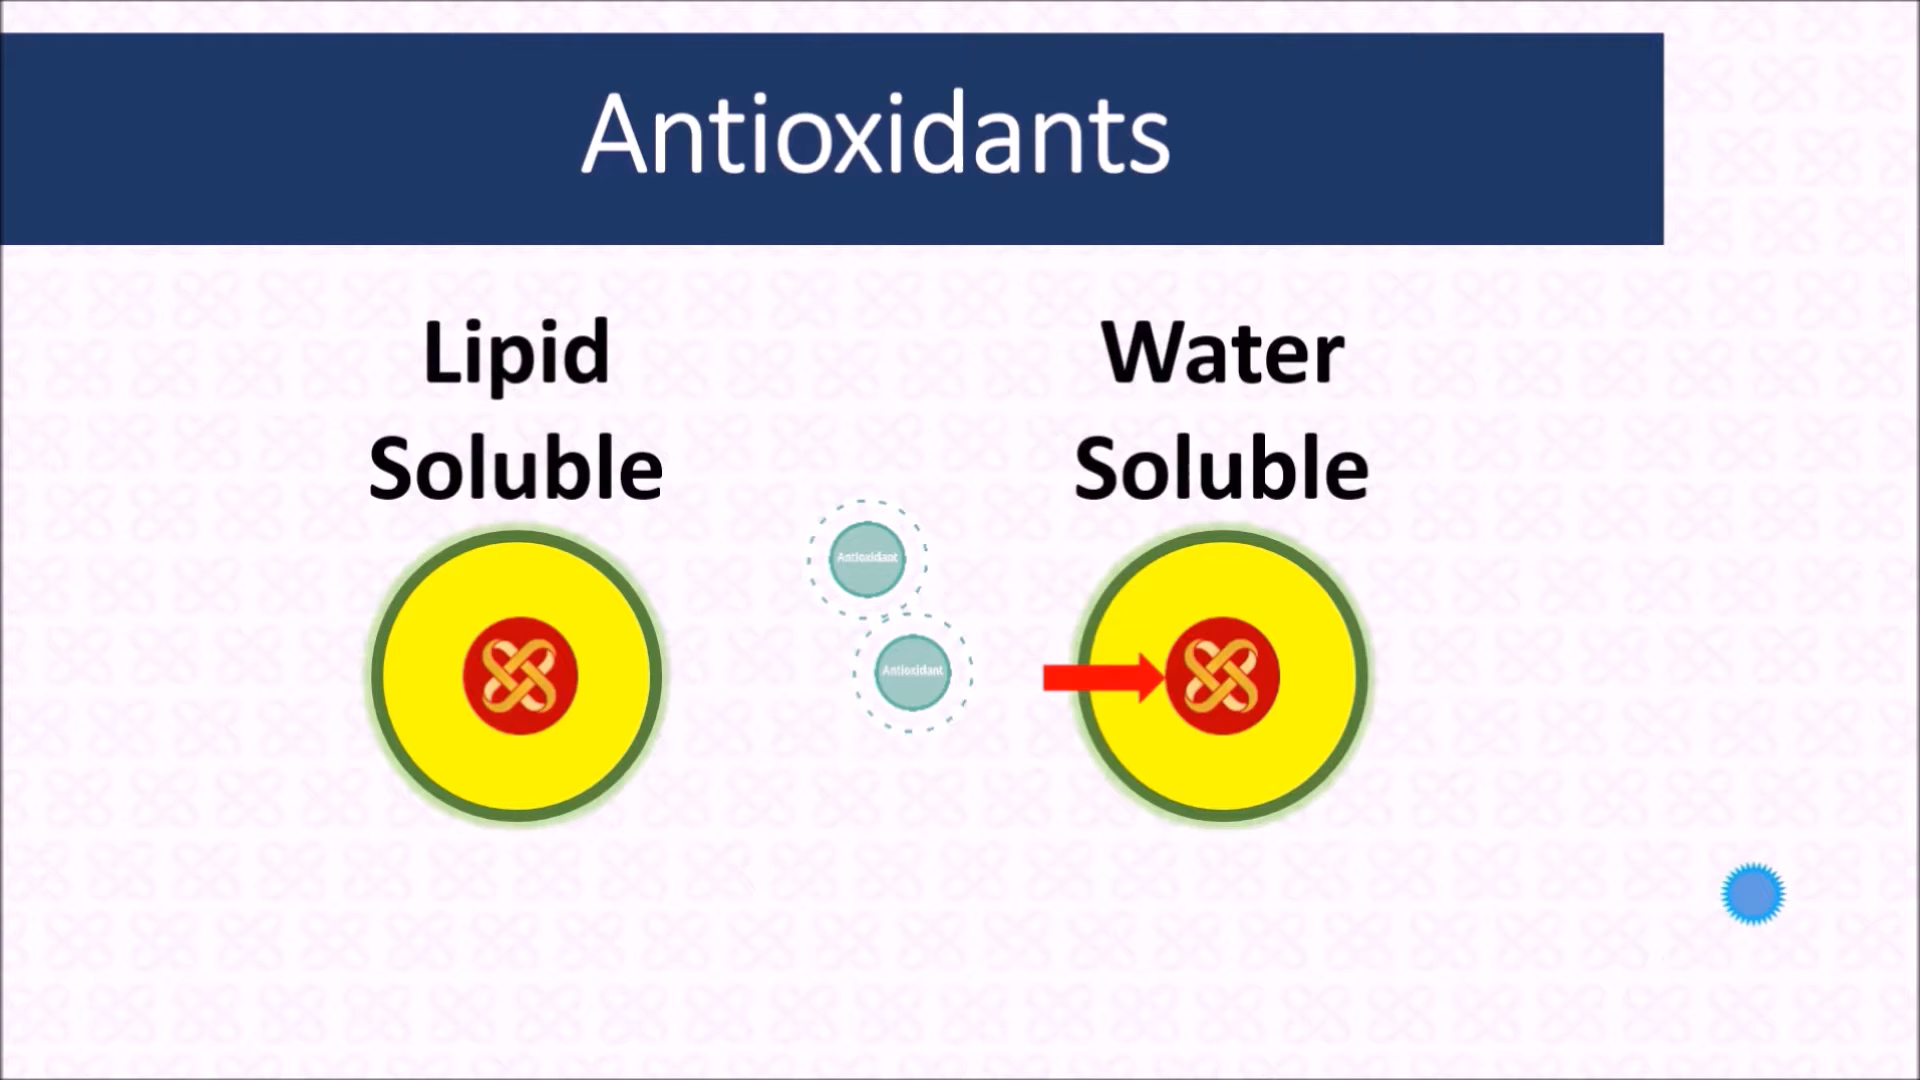 Antioxidants
Lipid
Soluble
Water
Soluble
Antioxidant
Antioxidant